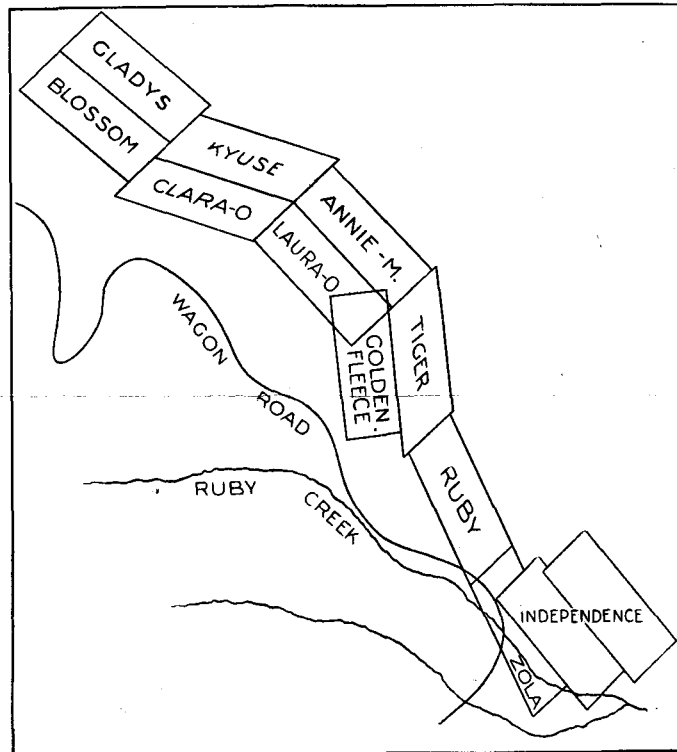 GLADYS
BLOSSOM
KYUSE
CLARA-O
ANNIE-M.
LAURA-O
TIGER
GOLDEN
FLEECE
WAGON
ROAD
RUBY
CREEK
RUBY
INDEPENDENCE
ZOLA